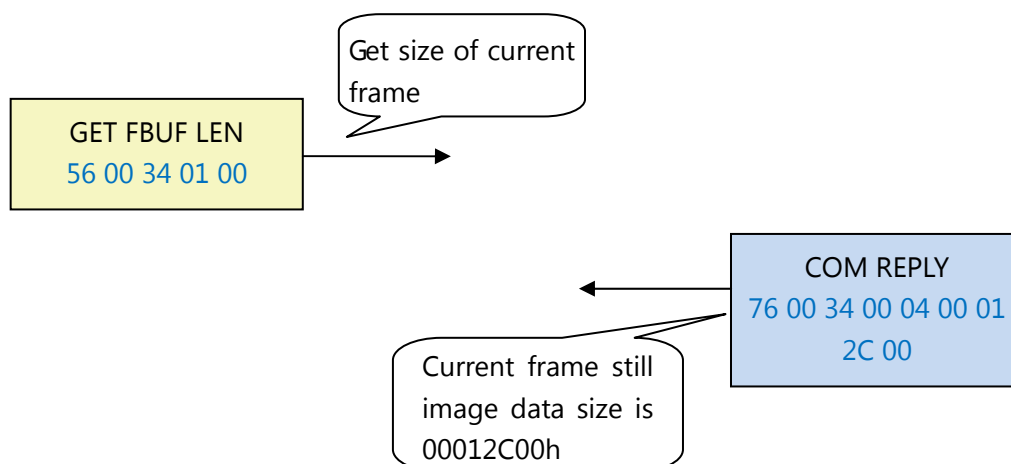 Get size of current
frame
GET FBUF LEN
56 00 34 01 00
COM REPLY
76 00 34 00 04 00 01
2C 00
Current frame still
image data size is
00012C00h